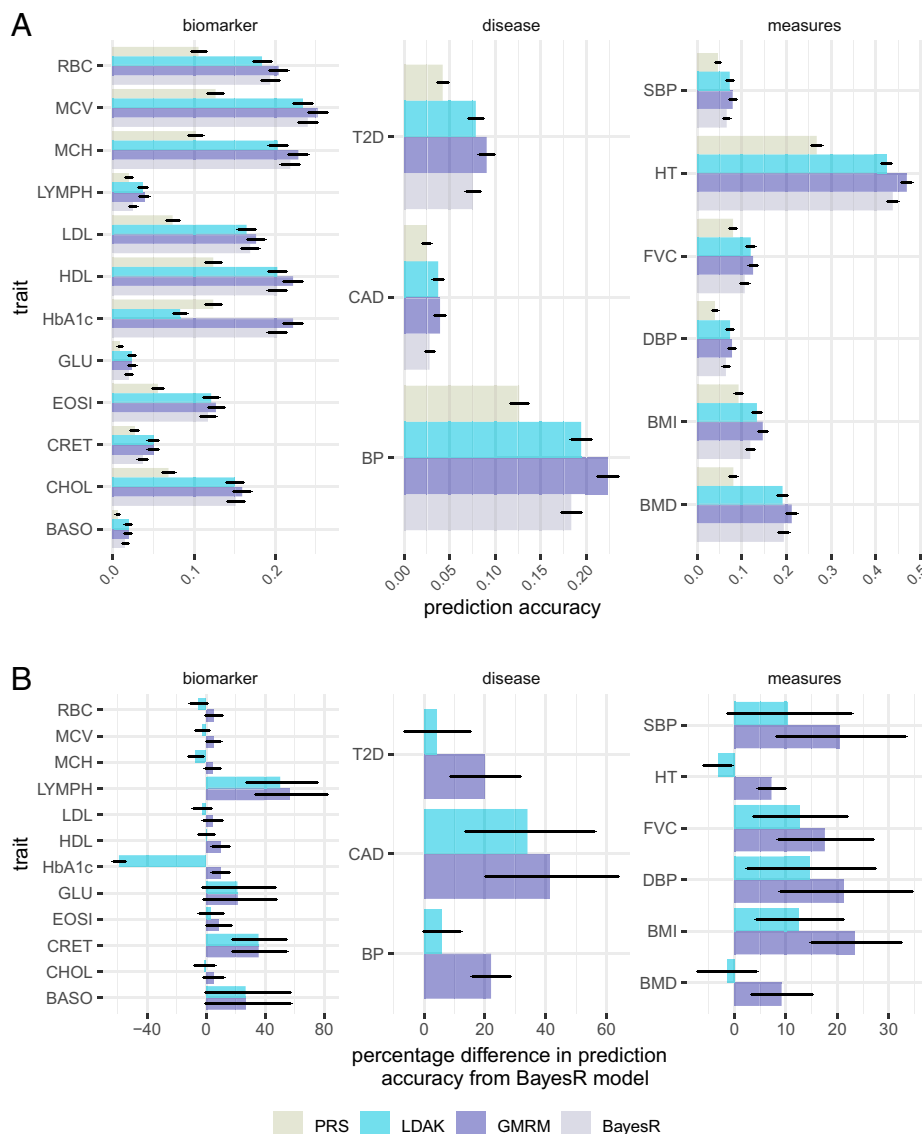 A
biomarker
disease
measures
trait
RBC
MCV
MCH
LYMPH
LDL
HDL
HbA1c
GLU
EOSI
CRET
CHOL
BASO
0.0
0.1
0.2
T2D
CAD
BP
0.00
0.05
0.10
0.15
0.20
SBP
HT
FVC
DBP
BMI
BMD
0.0
0.1
0.2
0.3
0.4
0.5
prediction accuracy
B
biomarker
disease
measures
trait
RBC
MCV
MCH
LYMPH
LDL
HDL
HbA1c
GLU
EOSI
CRET
CHOL
BASO
−40
0
40
80
T2D
CAD
BP
0
20
40
60
SBP
HT
FVC
DBP
BMI
BMD
0
10
20
30
percentage difference in prediction
accuracy from BayesR model
PRS
LDAK
GMRM
BayesR